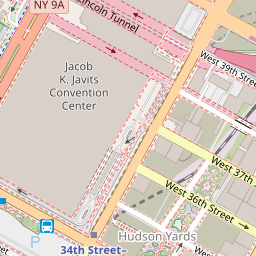 NY 9A
Lincoln Tunnel
West 39th Street
Jacob
K. Javits
Convention
Center
West 37th
West 36th Street
Hudson Yards
P
34th Street–